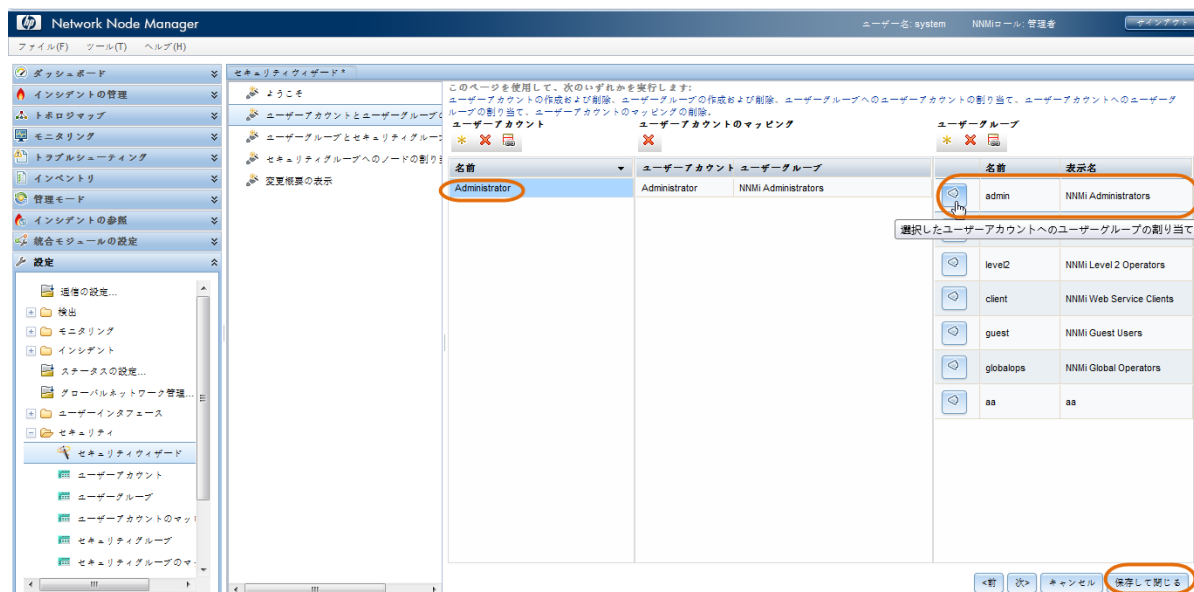 hp Network Node Manager
ユーザー名: system NNMiロール: 管理者 サインアウト
ファイル(F) ツール(T) ヘルプ(H)
ダッシュボード
インシデントの管理
トポロジマップ
モニタリング
トラブルシューティング
インベントリ
管理モード
インシデントの参照
統合モジュールの設定
設定
通信の設定...
検出
モニタリング
インシデント
ステータスの設定...
グローバルネットワーク管理...
ユーザーインタフェース
セキュリティ
セキュリティウィザード
ユーザーアカウント
ユーザーグループ
ユーザーアカウントのマッ
セキュリティグループ
セキュリティグループのマ
セキュリティウィザード *
ようこそ
ユーザーアカウントとユーザーグループ
ユーザーグループとセキュリティグルー
セキュリティグループへのノードの割り
変更概要の表示
このページを使用して、次のいずれかを実行します:
ユーザーアカウントの作成および削除、ユーザーグループの作成および削除、ユーザーグループへのユーザーアカウントの割り当て、ユーザーアカウントへのユーザーグ
ループの割り当て、ユーザーアカウントのマッピングの削除。
ユーザーアカウント ユーザーアカウントのマッピング ユーザーグループ
名前 ユーザーアカウント ユーザーグループ 名前 表示名
Administrator Administrator NNMi Administrators
admin NNMi Administrators
選択したユーザーアカウントへのユーザーグループの割り当て
level2 NNMi Level 2 Operators
client NNMi Web Service Clients
guest NNMi Guest Users
globalops NNMi Global Operators
aa aa
<前 次> キャンセル 保存して閉じる